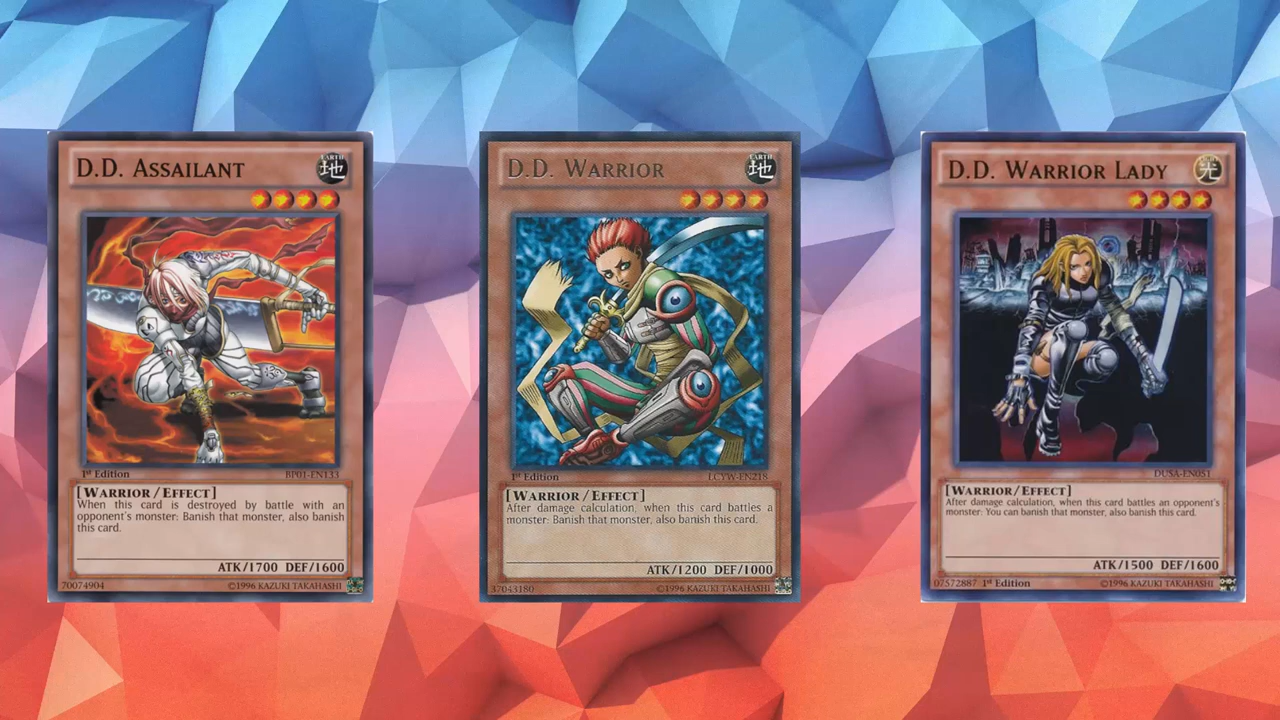 D.D. Assailant
EARTH
地
1st Edition
BP01-EN133
[Warrior/Effect]
When this card is destroyed by battle with an
opponent's monster: Banish that monster, also banish
this card.
ATK/1700 DEF/1600
70074904
©1996 KAZUKI TAKAHASHI
D.D. Warrior
EARTH
地
1st Edition
LCYW-EN218
[Warrior/Effect]
After damage calculation, when this card battles a
monster: Banish that monster, also banish this card.
ATK/1200 DEF/1000
37043180
©1996 KAZUKI TAKAHASHI
D.D. Warrior Lady
光
DUSA-EN051
[Warrior/Effect]
After damage calculation, when this card battles an opponent's
monster: You can banish that monster, also banish this card.
ATK/1500 DEF/1600
07572887 1st Edition
©1996 KAZUKI TAKAHASHI